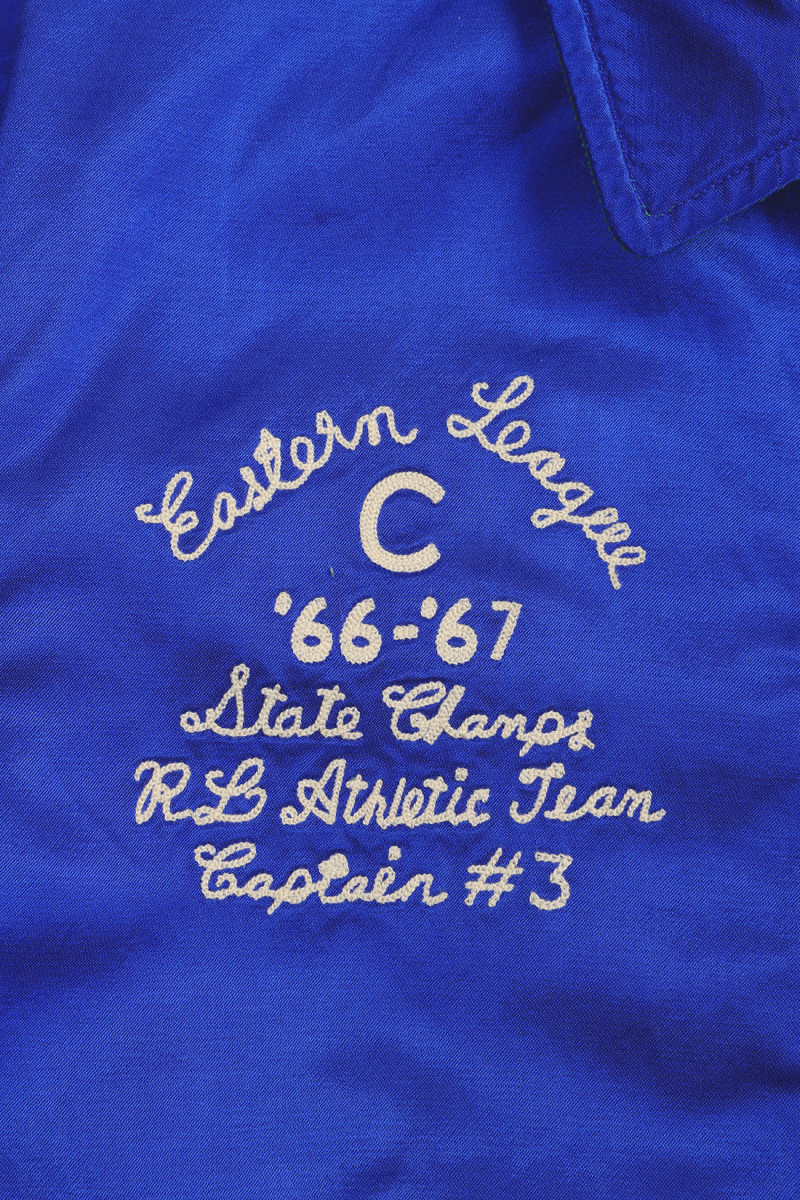 Eastern League
C
'66-'67
State Champs
RL Athletic Team
Captain #3